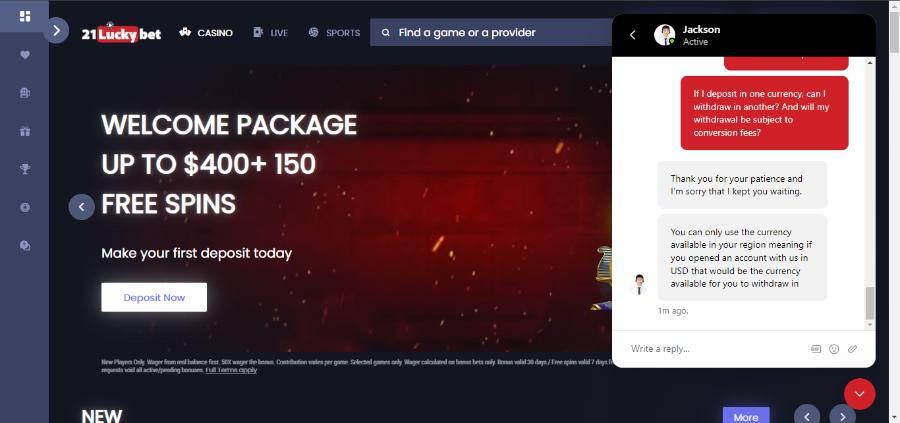 21Luckybet
CASINO
LIVE
SPORTS
Find a game or a provider
WELCOME PACKAGE
UP TO $400+ 150
FREE SPINS
Make your first deposit today
Deposit Now
New Players Only. Wager from real balance first. 50X wager the bonus. Contribution varies per game. Selected games only. Wager calculated on bonus bets only. Bonus valid 30 days / Free spins valid 7 days
requests void all active/pending bonuses. Full Terms apply
NEW
More
Jackson
Active
If I deposit in one currency, can I
withdraw in another? And will my
withdrawal be subject to
conversion fees?
Thank you for your patience and
I'm sorry that I kept you waiting.
You can only use the currency
available in your region meaning if
you opened an account with us in
USD that would be the currency
available for you to withdraw in
1m ago.
Write a reply...
GIF